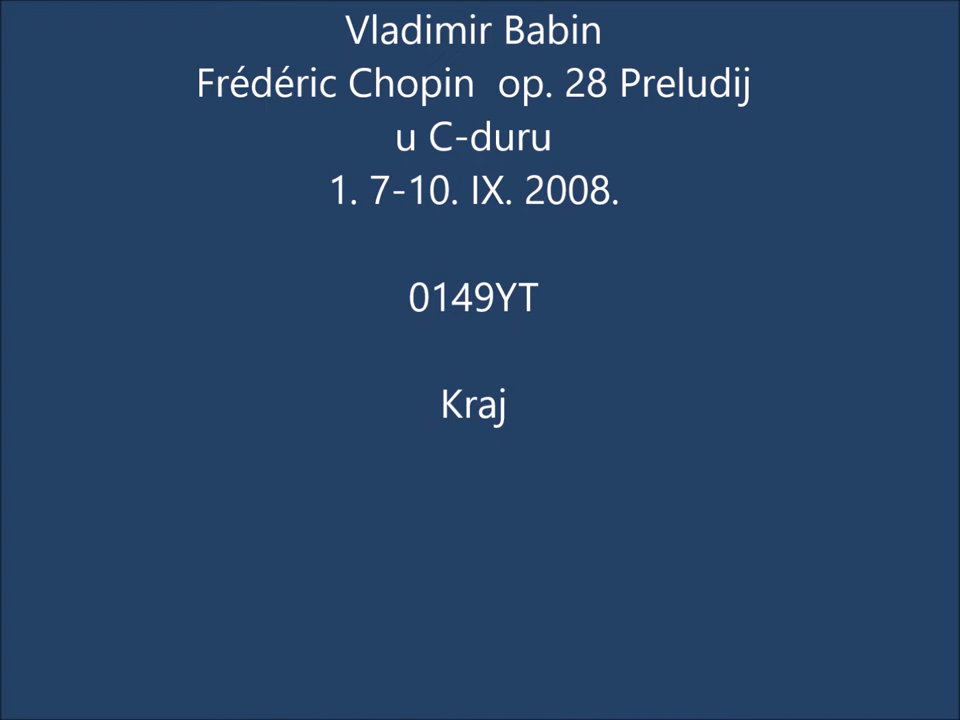 Vladimir Babin
Frédéric Chopin  op. 28 Preludij
u C-duru
1. 7-10. IX. 2008.
0149YT
Kraj